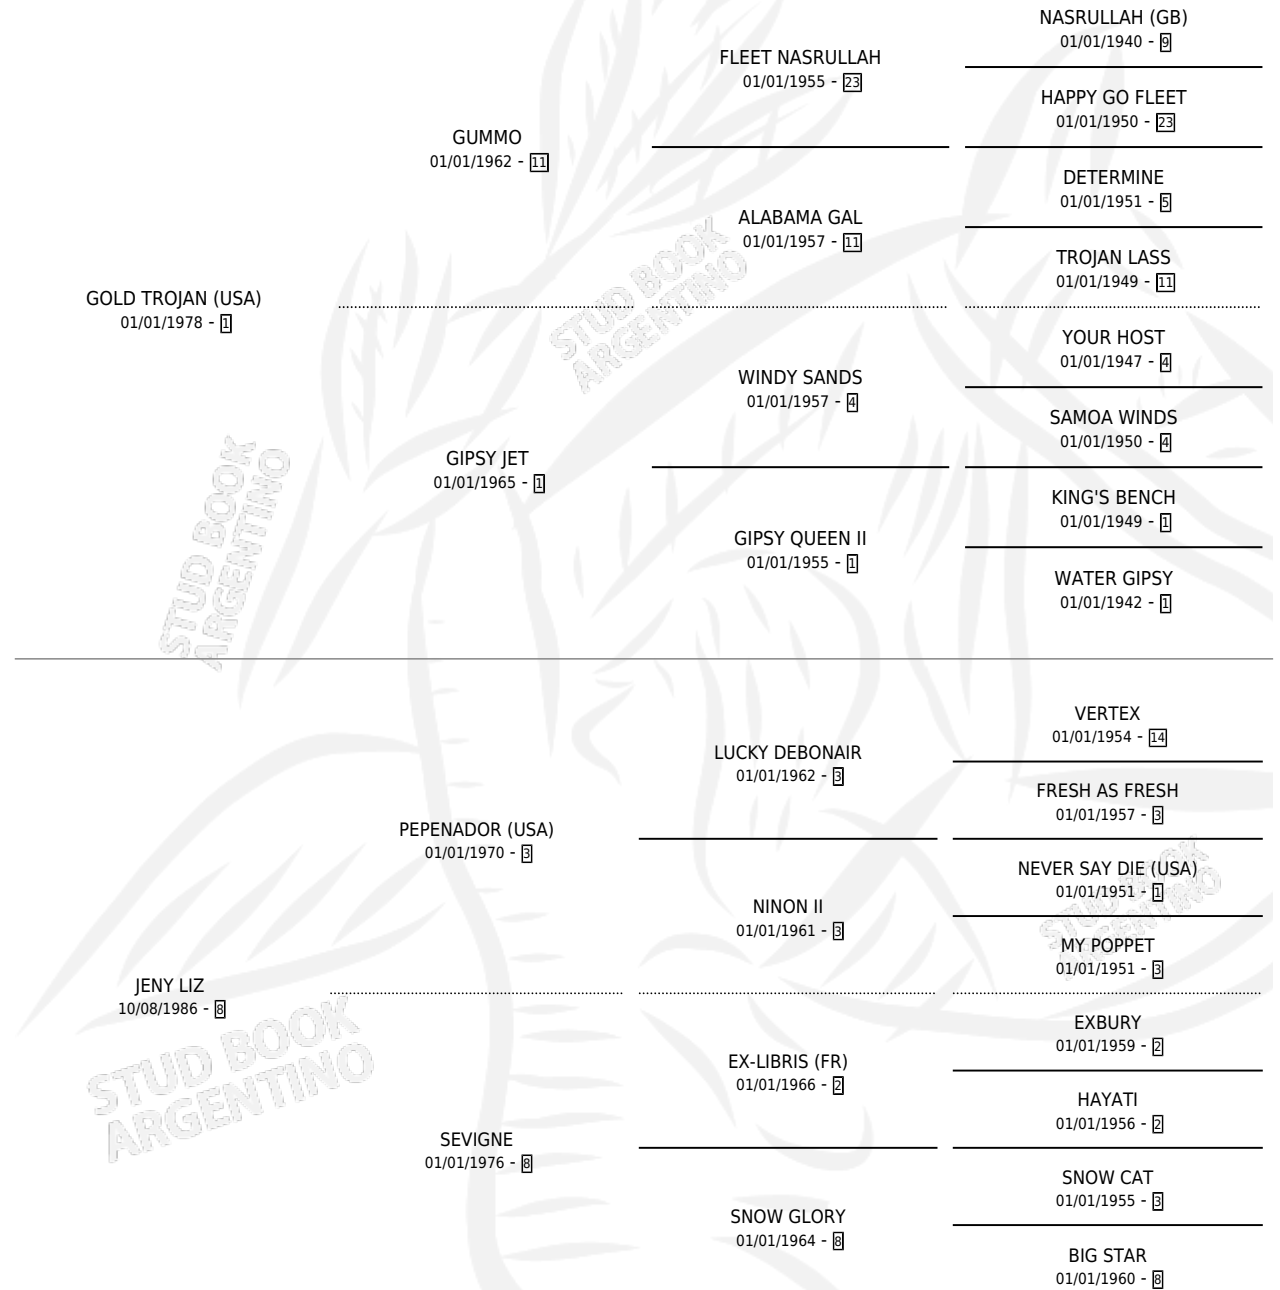 NASRULLAH (GB)
01/01/1940 - 9
FLEET NASRULLAH
01/01/1955 - 23
HAPPY GO FLEET
01/01/1950 - 23
GUMMO
01/01/1962 - 11
DETERMINE
01/01/1951 - 5
ALABAMA GAL
01/01/1957 - 11
TROJAN LASS
01/01/1949 - 11
GOLD TROJAN (USA)
01/01/1978 - 1
STUD BOOK
ARGENTINO
YOUR HOST
01/01/1947 - 4
WINDY SANDS
01/01/1957 - 4
SAMOA WINDS
01/01/1950 - 4
GIPSY JET
01/01/1965 - 1
KING'S BENCH
01/01/1949 - 1
GIPSY QUEEN II
01/01/1955 - 1
WATER GIPSY
01/01/1942 - 1
STUD BOOK
ARGENTINO
VERTEX
01/01/1954 - 14
LUCKY DEBONAIR
01/01/1962 - 3
FRESH AS FRESH
01/01/1957 - 3
PEPENADOR (USA)
01/01/1970 - 3
NEVER SAY DIE (USA)
01/01/1951 - 1
STUD BOOK
ARGENTINO
NINON II
01/01/1961 - 3
MY POPPET
01/01/1951 - 3
JENY LIZ
10/08/1986 - 8
STUD BOOK
ARGENTINO
EXBURY
01/01/1959 - 2
EX-LIBRIS (FR)
01/01/1966 - 2
HAYATI
01/01/1956 - 2
SEVIGNE
01/01/1976 - 8
SNOW CAT
01/01/1955 - 3
SNOW GLORY
01/01/1964 - 8
BIG STAR
01/01/1960 - 8